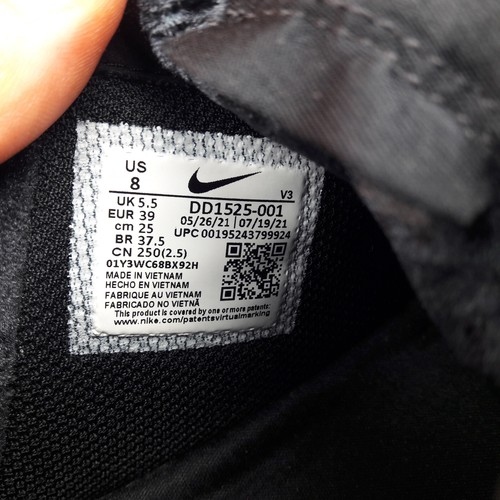 US
8
V3
UK 5.5
EUR 39
cm 25
BR 37.5
CN 250(2.5)
DD1525-001
05/26/21 07/19/21
UPC 00195243799924
01Y3WC68BX92H
MADE IN VIETNAM
HECHO EN VIETNAM
FABRIQUE AU VIETNAM
FABRICADO NO VIETNÃ
This product is covered by one or more patents:
www.nike.com/patentsvirtualmarking